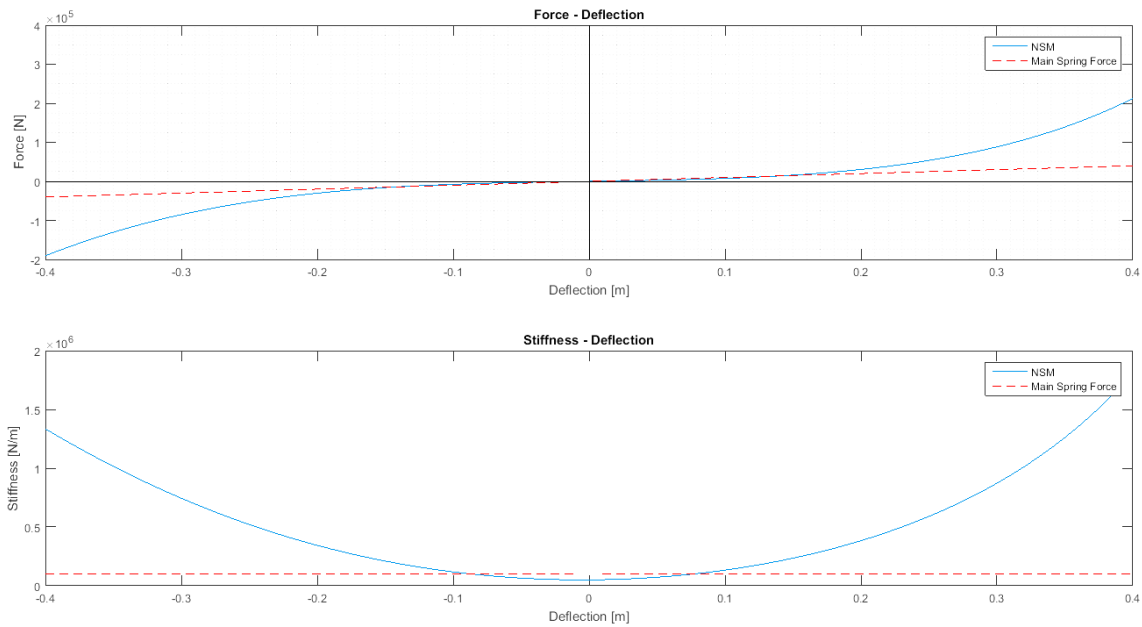 Force - Deflection
×10^5
4
3
2
1
0
-1
-2
Force [N]
NSM
Main Spring Force
-0.4 -0.3 -0.2 -0.1 0 0.1 0.2 0.3 0.4
Deflection [m]
Stiffness - Deflection
×10^6
2
1.5
1
0.5
0
Stiffness [N/m]
NSM
Main Spring Force
-0.4 -0.3 -0.2 -0.1 0 0.1 0.2 0.3 0.4
Deflection [m]